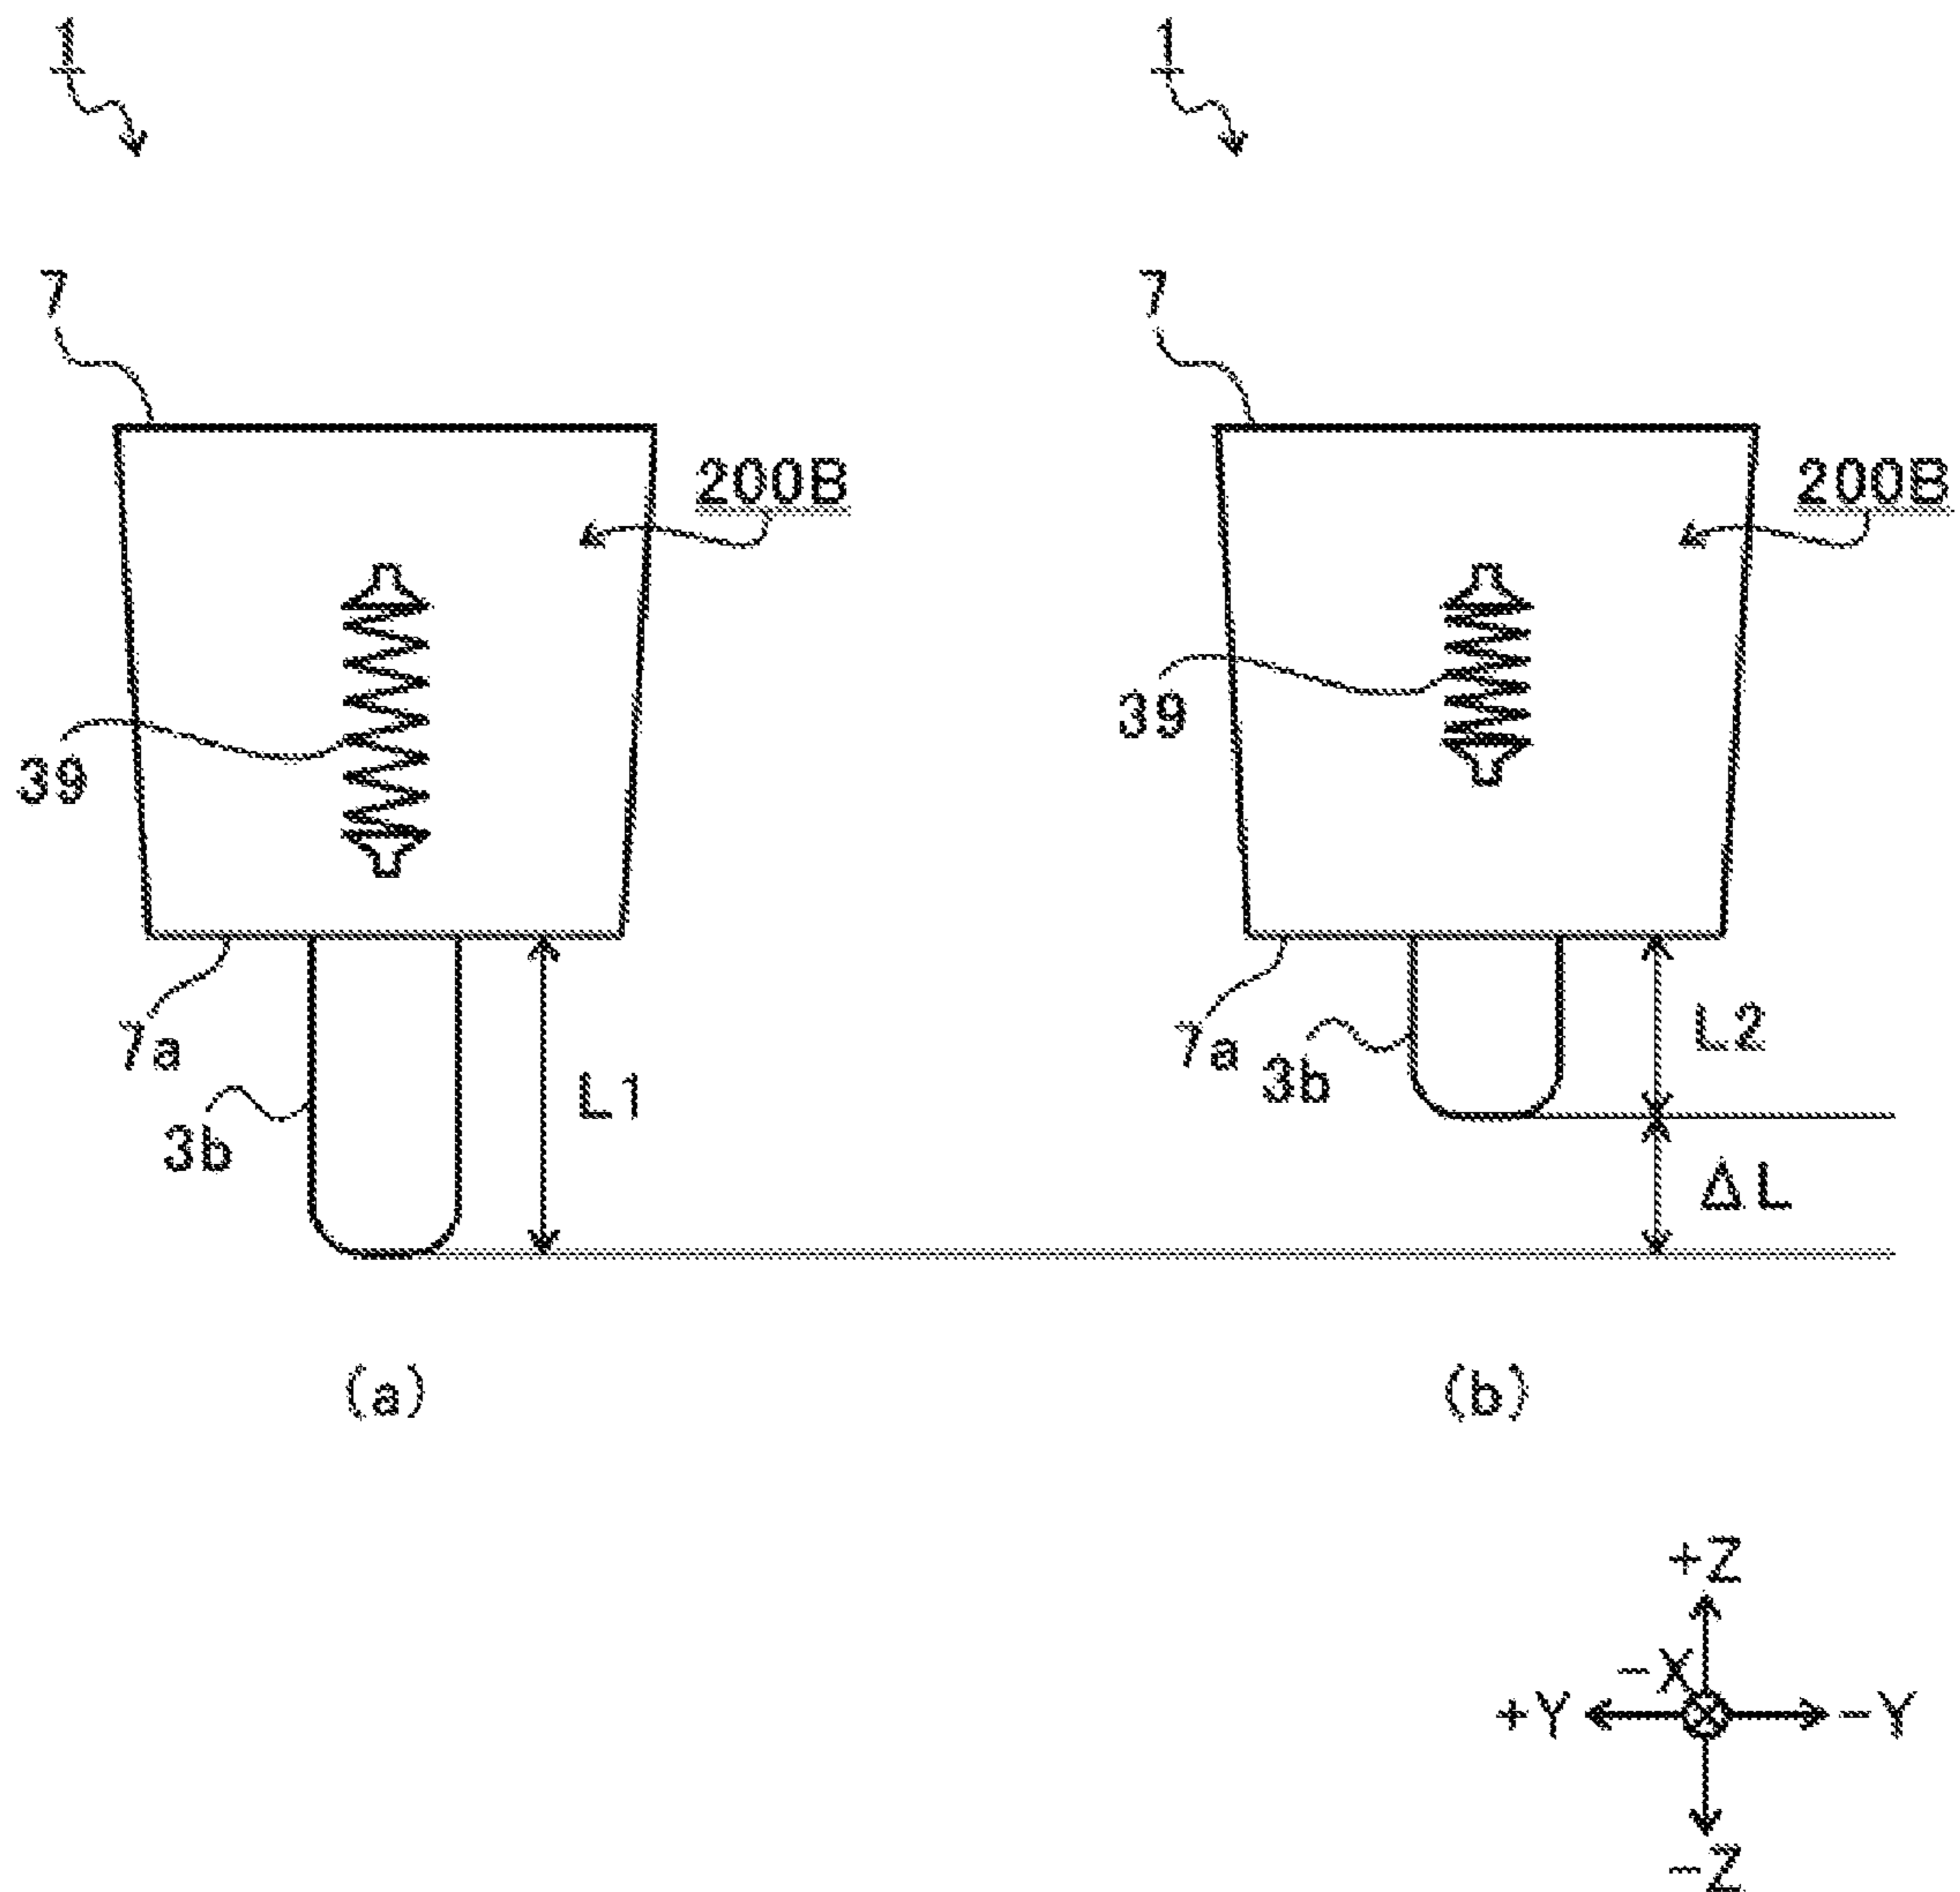 1 1
7 7
200B 200B
39 39
7a 7a
3b 3b
L1 L2
ΔL
(a) (b)
+Z
-X
+Y -Y
-Z